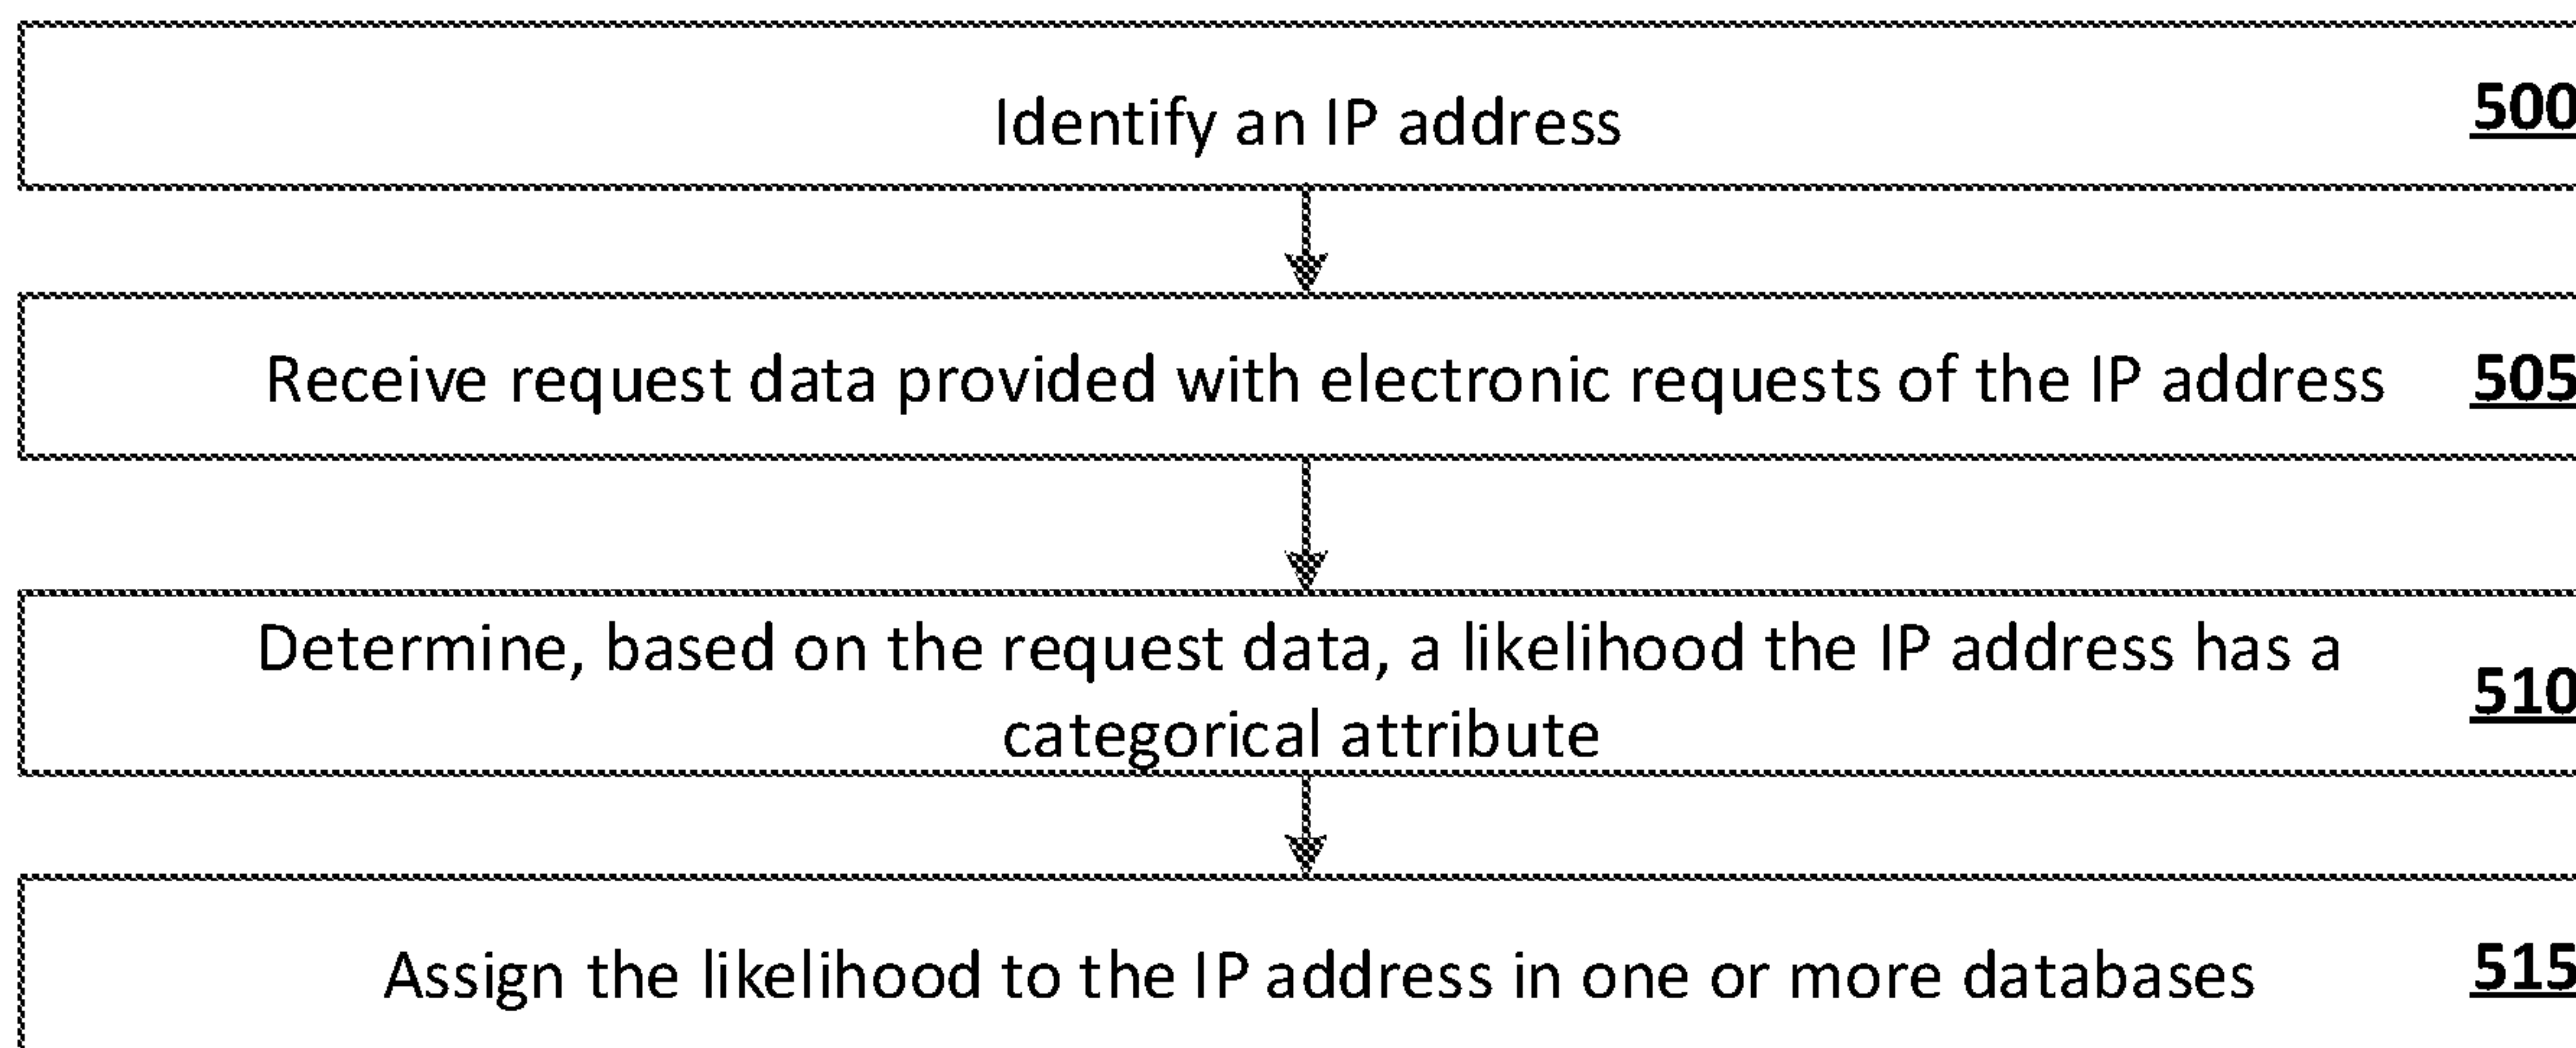 Identify an IP address 500
Receive request data provided with electronic requests of the IP address 505
Determine, based on the request data, a likelihood the IP address has a
categorical attribute 510
Assign the likelihood to the IP address in one or more databases 515